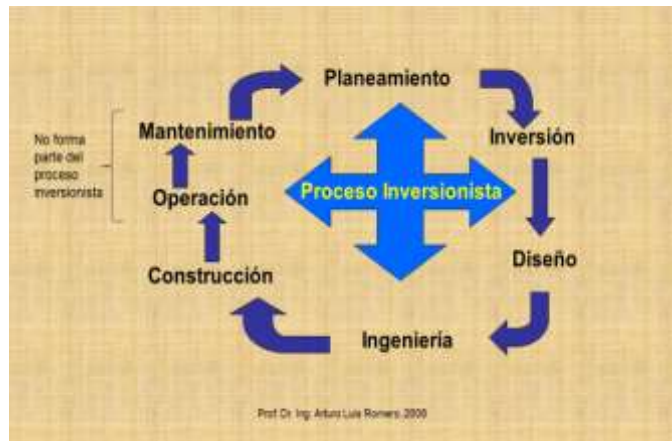 Planeamiento
Inversión
Diseño
Ingeniería
Construcción
Operación
Mantenimiento
No forma
parte del
proceso
inversionista
Proceso Inversionista
Prof. Dr. Ing. Arturo Luis Romero. 2000